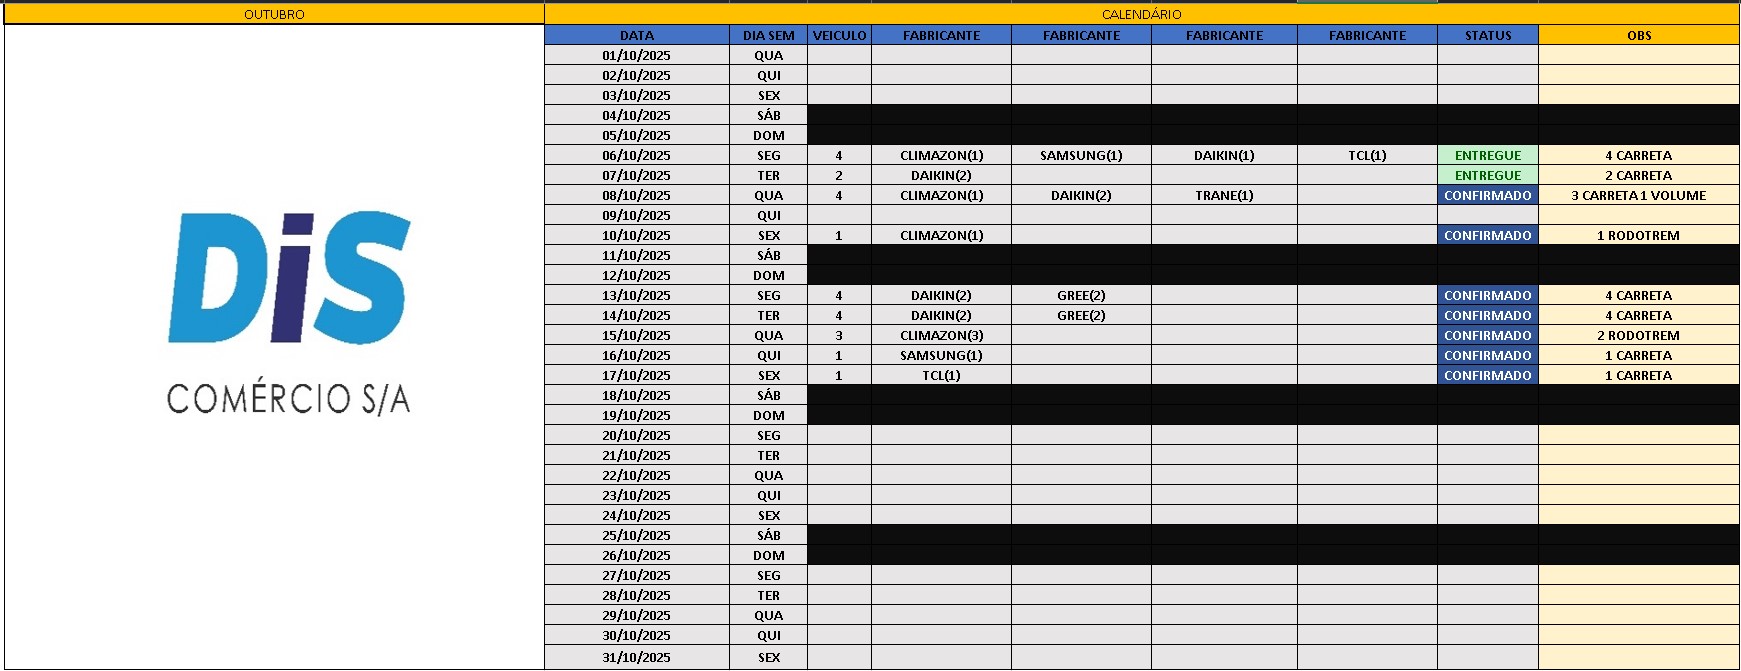 OUTUBRO CALENDÁRIO
DATA DIA SEM VEICULO FABRICANTE FABRICANTE FABRICANTE FABRICANTE STATUS OBS
01/10/2025 QUA
02/10/2025 QUI
03/10/2025 SEX
04/10/2025 SÁB
05/10/2025 DOM
06/10/2025 SEG 4 CLIMAZON(1) SAMSUNG(1) DAIKIN(1) TCL(1) ENTREGUE 4 CARRETA
07/10/2025 TER 2 DAIKIN(2) ENTREGUE 2 CARRETA
08/10/2025 QUA 4 CLIMAZON(1) DAIKIN(2) TRANE(1) CONFIRMADO 3 CARRETA 1 VOLUME
09/10/2025 QUI
10/10/2025 SEX 1 CLIMAZON(1) CONFIRMADO 1 RODOTREM
11/10/2025 SÁB
12/10/2025 DOM
13/10/2025 SEG 4 DAIKIN(2) GREE(2) CONFIRMADO 4 CARRETA
14/10/2025 TER 4 DAIKIN(2) GREE(2) CONFIRMADO 4 CARRETA
15/10/2025 QUA 3 CLIMAZON(3) CONFIRMADO 2 RODOTREM
16/10/2025 QUI 1 SAMSUNG(1) CONFIRMADO 1 CARRETA
17/10/2025 SEX 1 TCL(1) CONFIRMADO 1 CARRETA
18/10/2025 SÁB
19/10/2025 DOM
20/10/2025 SEG
21/10/2025 TER
22/10/2025 QUA
23/10/2025 QUI
24/10/2025 SEX
25/10/2025 SÁB
26/10/2025 DOM
27/10/2025 SEG
28/10/2025 TER
29/10/2025 QUA
30/10/2025 QUI
31/10/2025 SEX
DiS
COMÉRCIO S/A